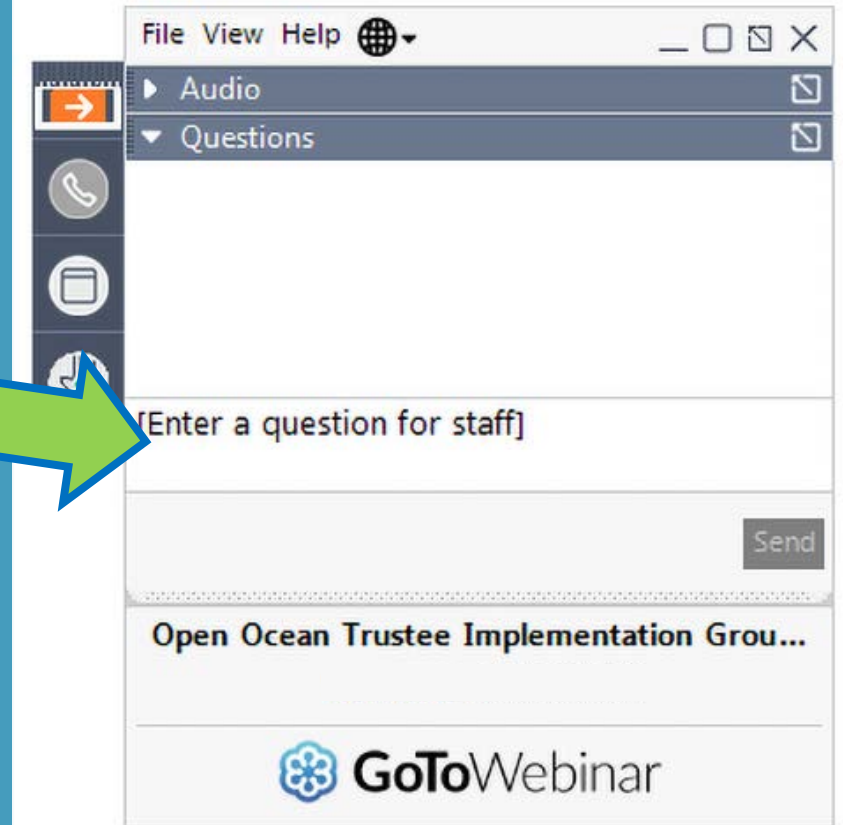 File View Help
Audio
Questions
[Enter a question for staff]
Send
Open Ocean Trustee Implementation Grou...
GoToWebinar